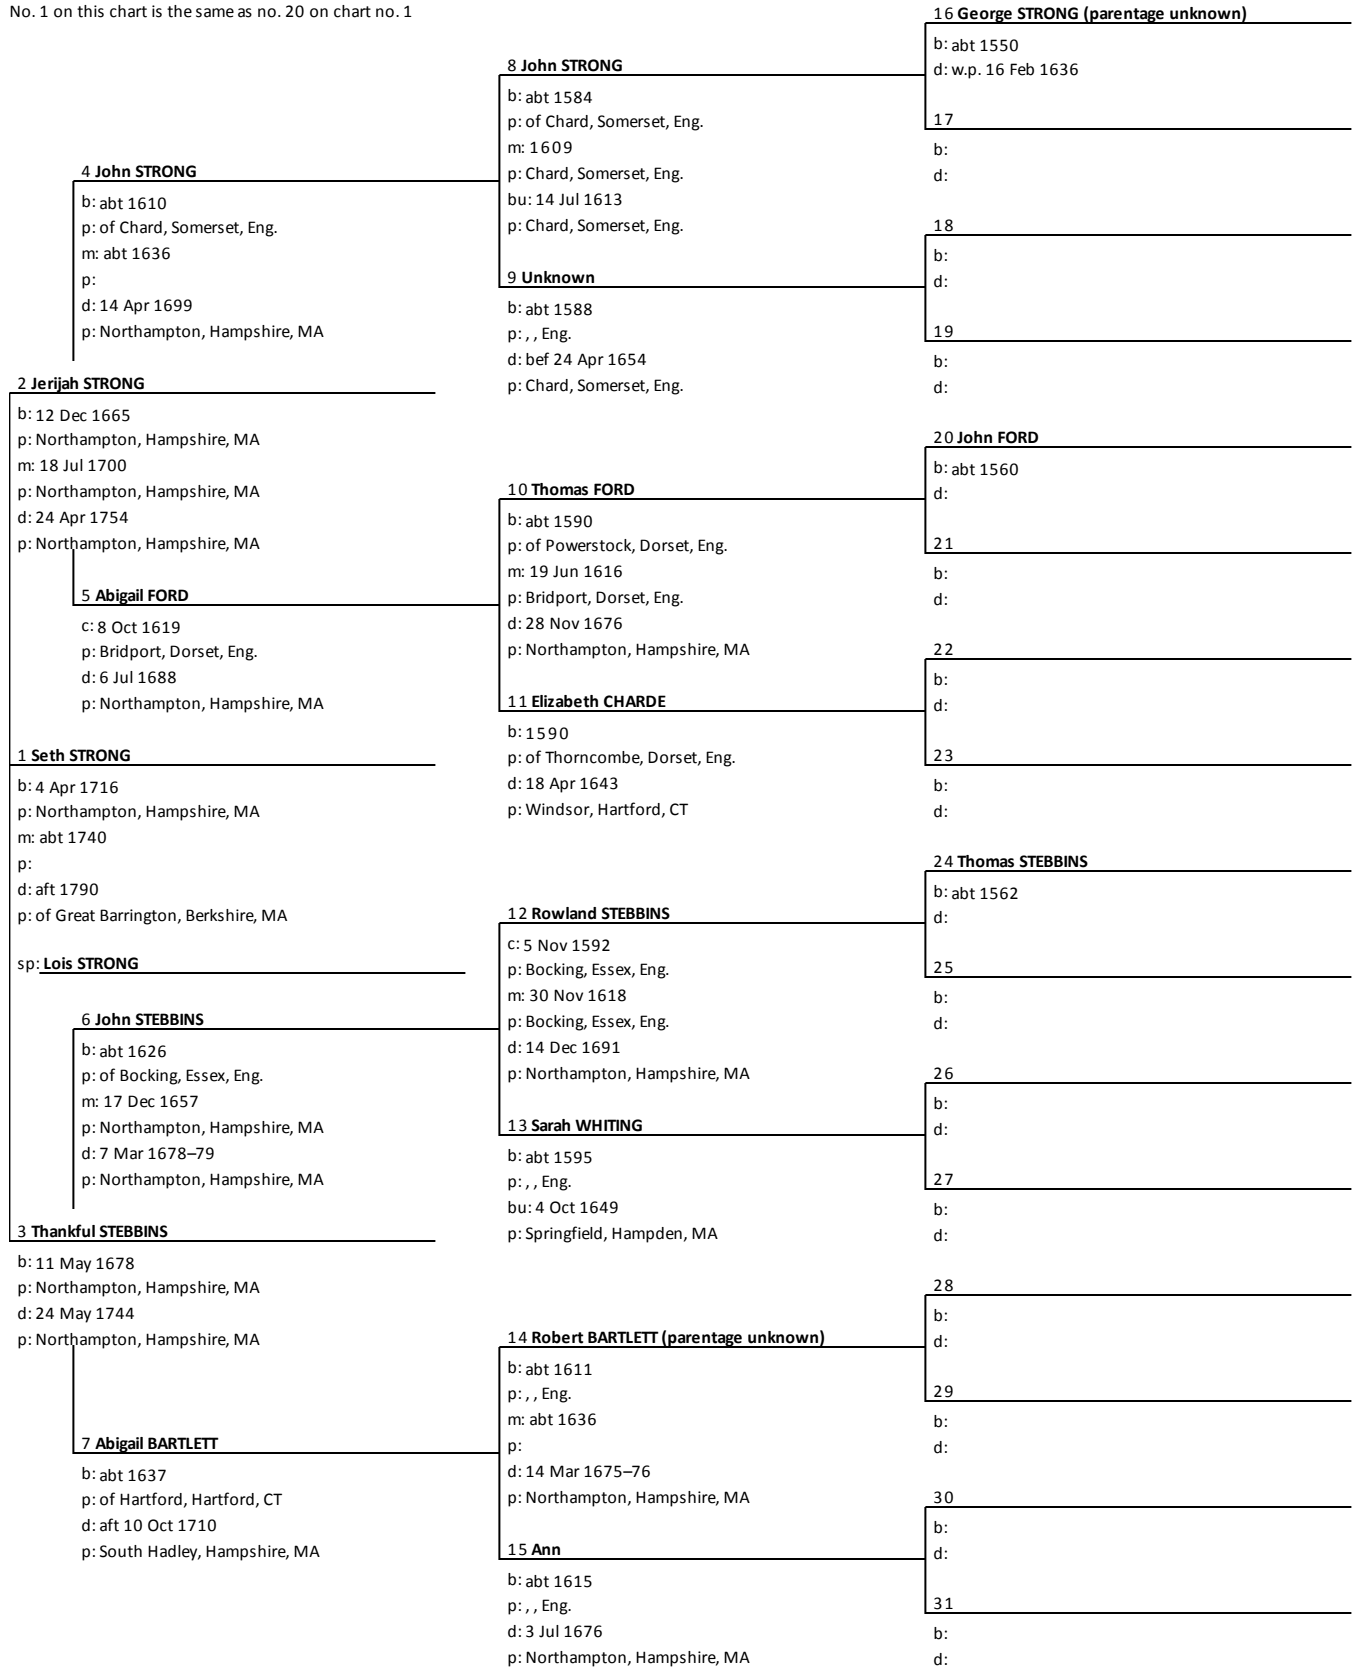 No. 1 on this chart is the same as no. 20 on chart no. 1
16 George STRONG (parentage unknown)
b: abt 1550
d: w.p. 16 Feb 1636
8 John STRONG
b: abt 1584
p: of Chard, Somerset, Eng.
m: 1609
p: Chard, Somerset, Eng.
bu: 14 Jul 1613
p: Chard, Somerset, Eng.
17
b:
d:
4 John STRONG
b: abt 1610
p: of Chard, Somerset, Eng.
m: abt 1636
p:
d: 14 Apr 1699
p: Northampton, Hampshire, MA
18
b:
d:
9 Unknown
b: abt 1588
p: , , Eng.
d: bef 24 Apr 1654
p: Chard, Somerset, Eng.
19
b:
d:
2 Jerijah STRONG
b: 12 Dec 1665
p: Northampton, Hampshire, MA
m: 18 Jul 1700
p: Northampton, Hampshire, MA
d: 24 Apr 1754
p: Northampton, Hampshire, MA
20 John FORD
b: abt 1560
d:
10 Thomas FORD
b: abt 1590
p: of Powerstock, Dorset, Eng.
m: 19 Jun 1616
p: Bridport, Dorset, Eng.
d: 28 Nov 1676
p: Northampton, Hampshire, MA
21
b:
d:
5 Abigail FORD
c: 8 Oct 1619
p: Bridport, Dorset, Eng.
d: 6 Jul 1688
p: Northampton, Hampshire, MA
22
b:
d:
11 Elizabeth CHARDE
b: 1590
p: of Thorncombe, Dorset, Eng.
d: 18 Apr 1643
p: Windsor, Hartford, CT
23
b:
d:
1 Seth STRONG
b: 4 Apr 1716
p: Northampton, Hampshire, MA
m: abt 1740
p:
d: aft 1790
p: of Great Barrington, Berkshire, MA
sp: Lois STRONG
24 Thomas STEBBINS
b: abt 1562
d:
12 Rowland STEBBINS
c: 5 Nov 1592
p: Bocking, Essex, Eng.
m: 30 Nov 1618
p: Bocking, Essex, Eng.
d: 14 Dec 1691
p: Northampton, Hampshire, MA
25
b:
d:
6 John STEBBINS
b: abt 1626
p: of Bocking, Essex, Eng.
m: 17 Dec 1657
p: Northampton, Hampshire, MA
d: 7 Mar 1678–79
p: Northampton, Hampshire, MA
26
b:
d:
13 Sarah WHITING
b: abt 1595
p: , , Eng.
bu: 4 Oct 1649
p: Springfield, Hampden, MA
27
b:
d:
3 Thankful STEBBINS
b: 11 May 1678
p: Northampton, Hampshire, MA
d: 24 May 1744
p: Northampton, Hampshire, MA
28
b:
d:
14 Robert BARTLETT (parentage unknown)
b: abt 1611
p: , , Eng.
m: abt 1636
p:
d: 14 Mar 1675–76
p: Northampton, Hampshire, MA
29
b:
d:
7 Abigail BARTLETT
b: abt 1637
p: of Hartford, Hartford, CT
d: aft 10 Oct 1710
p: South Hadley, Hampshire, MA
30
b:
d:
15 Ann
b: abt 1615
p: , , Eng.
d: 3 Jul 1676
p: Northampton, Hampshire, MA
31
b:
d: